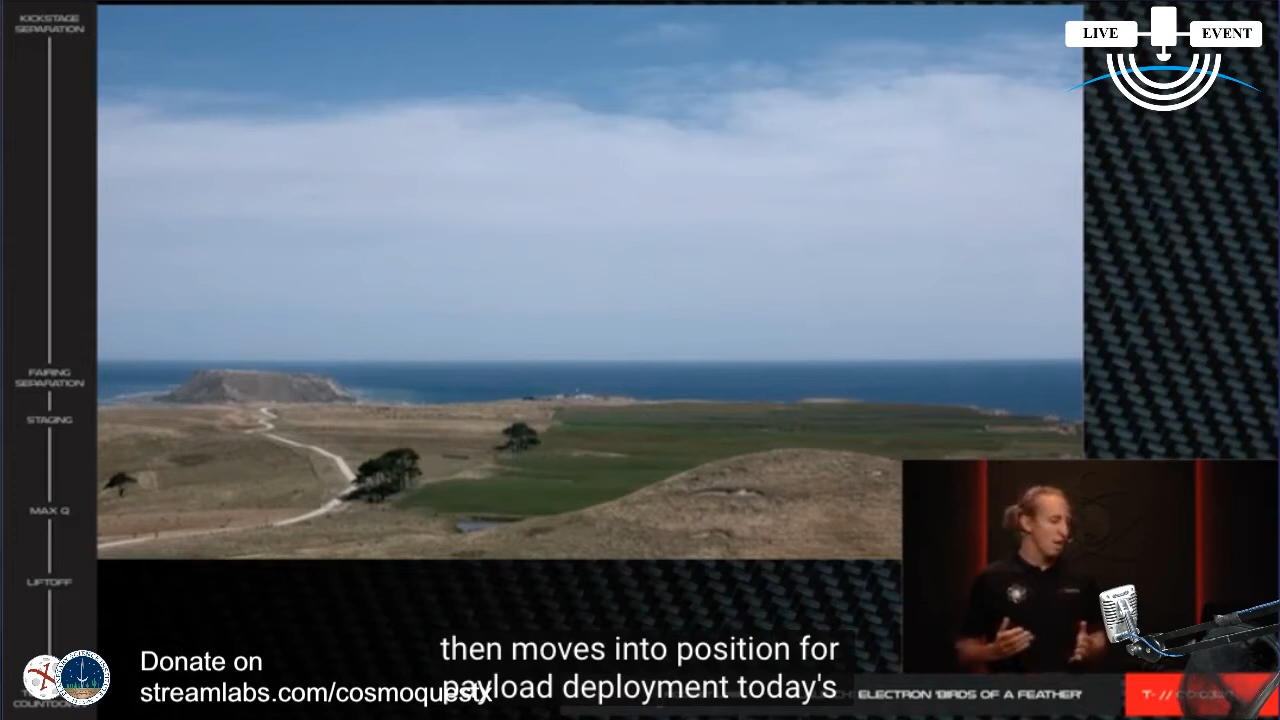 KICKSTAGE
SEPARATION
LIVE
EVENT
FAIRING
SEPARATION
STAGING
MAX Q
LIFTOFF
Donate on
streamlabs.com/cosmoquestx
then moves into position for
payload deployment today's
ELECTRON 'BIRDS OF A FEATHER'
T- //